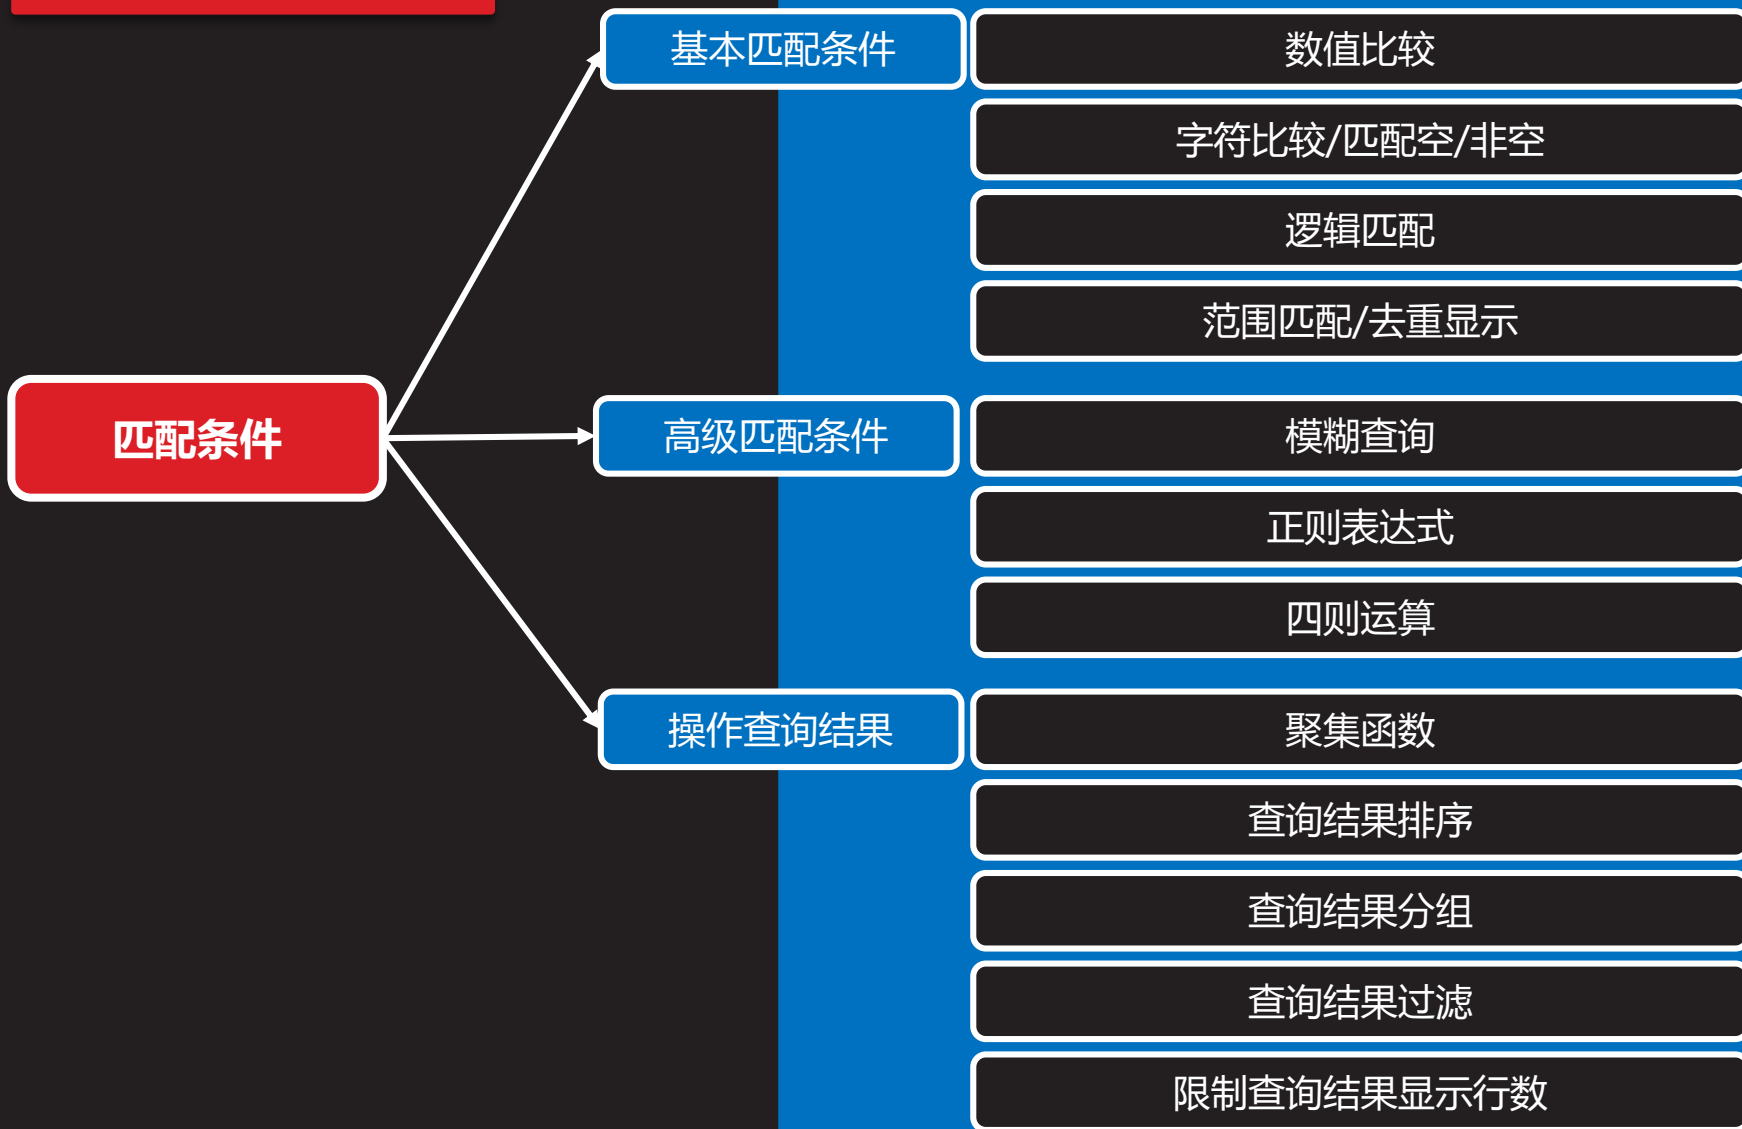 基本匹配条件
数值比较
字符比较/匹配空/非空
逻辑匹配
范围匹配/去重显示
匹配条件
高级匹配条件
模糊查询
正则表达式
四则运算
操作查询结果
聚集函数
查询结果排序
查询结果分组
查询结果过滤
限制查询结果显示行数